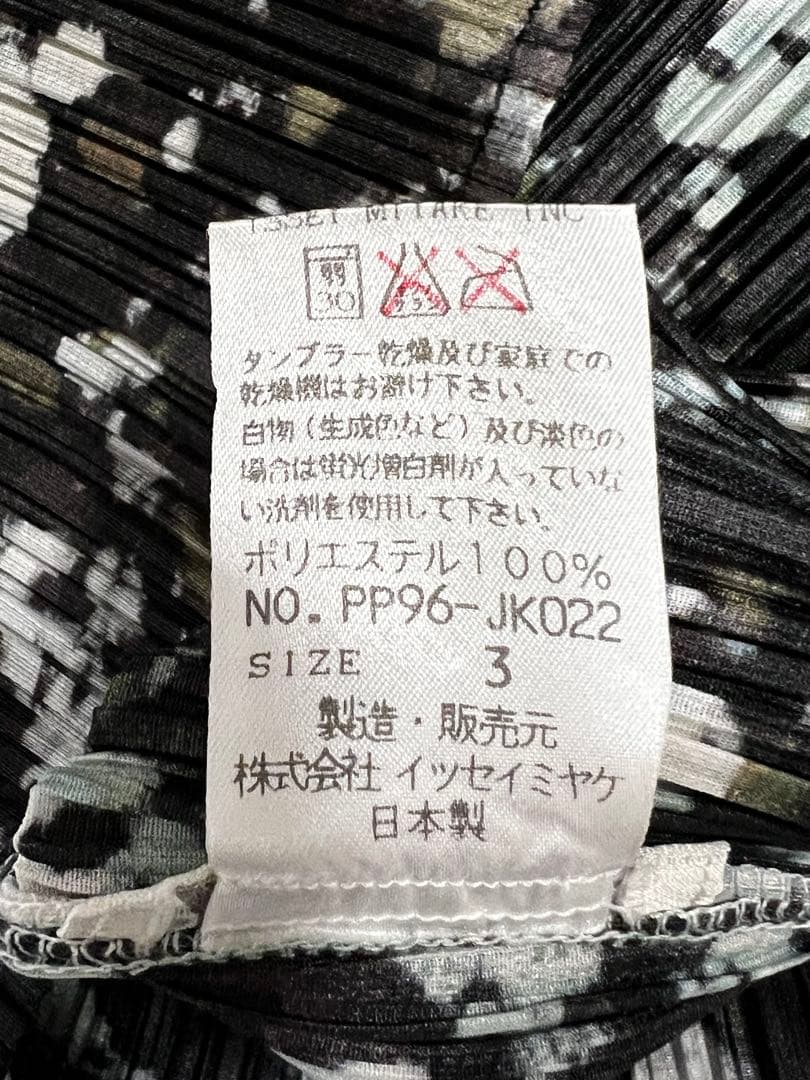 ISSEY MIYAKE INC
弱
30
サラシ
タンブラー乾燥及び家庭での
乾燥機はお避け下さい。
白物(生成色など)及び淡色の
場合は蛍光増白剤が入っていな
い洗剤を使用して下さい。
ポリエステル100%
NO. PP96-JK022
SIZE 3
製造・販売元
株式会社 イッセイミヤケ
日本製